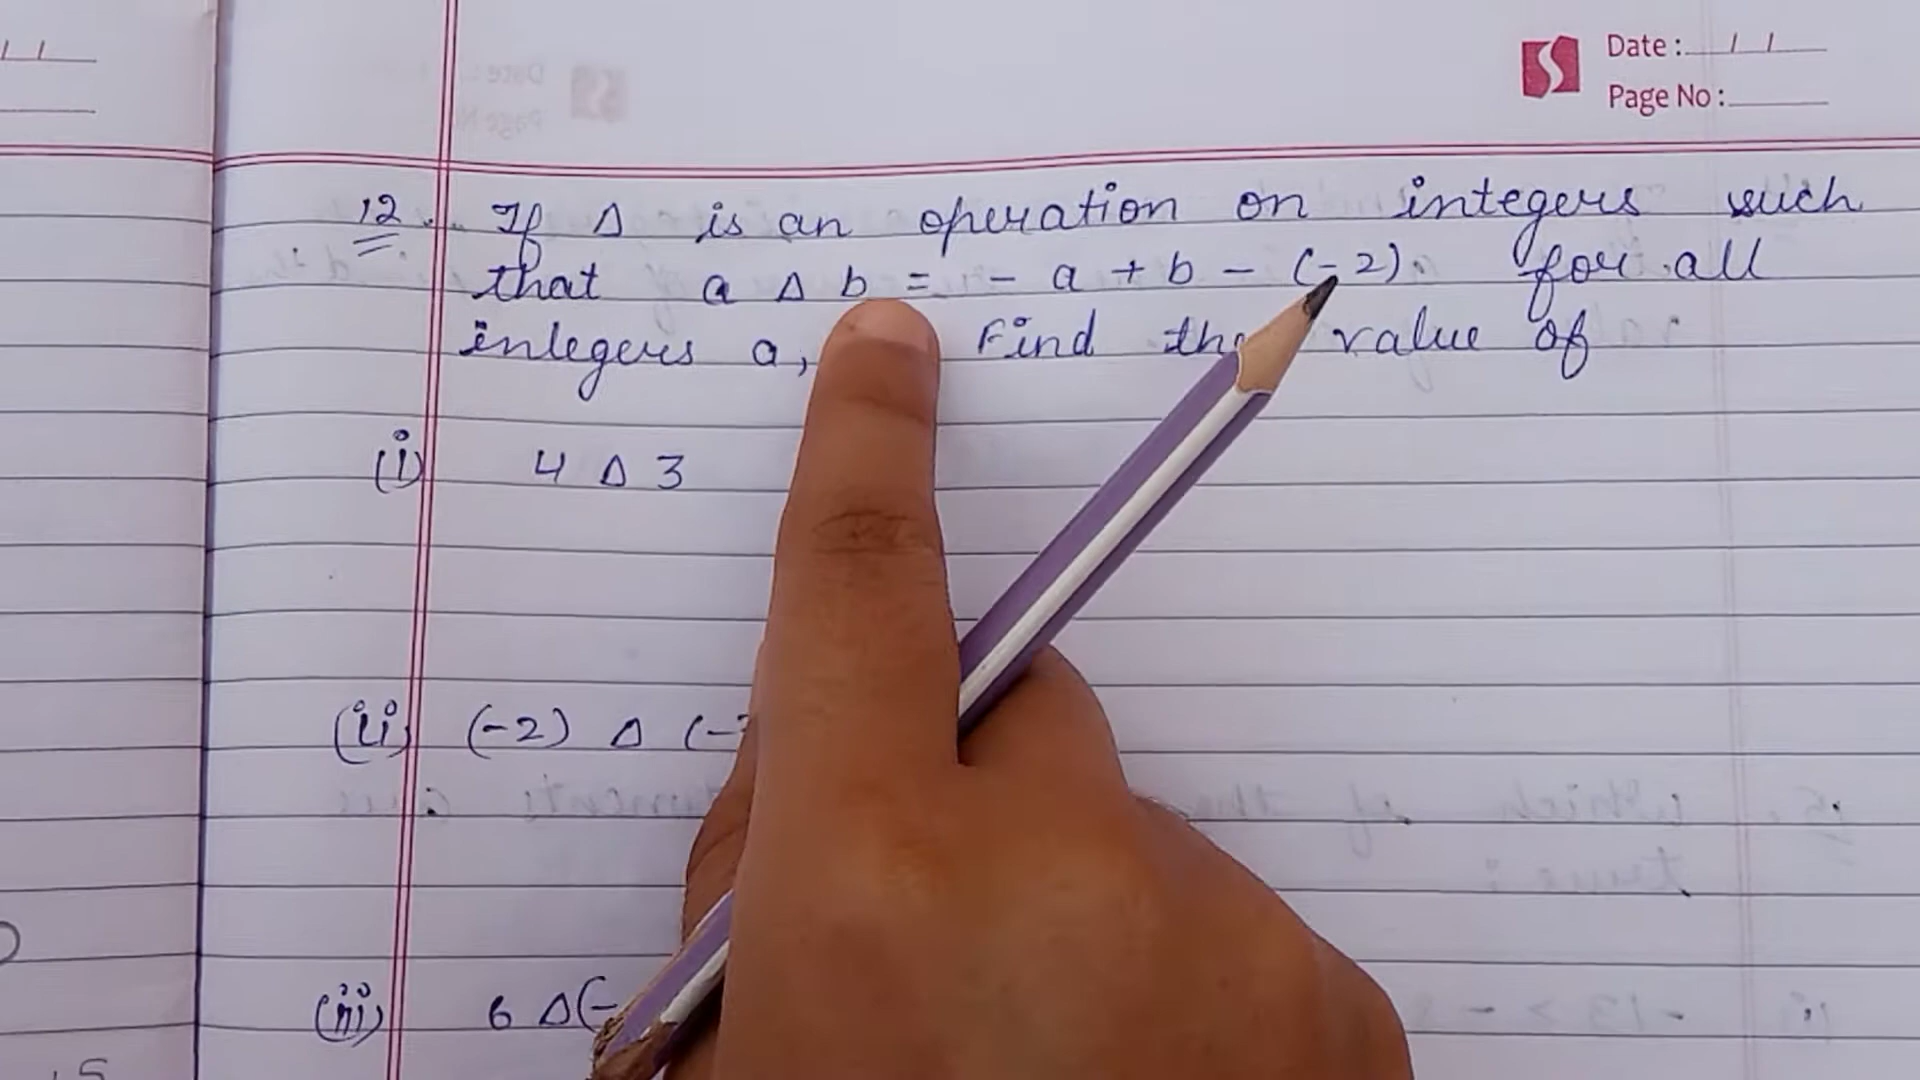 Date : / /
Page No :
12. If Δ is an operation on integers such
that a Δ b = - a + b - (-2). for all
integers a, Find the value of
(i) 4 Δ 3
(ii) (-2) Δ (-
(iii) 6 Δ (-